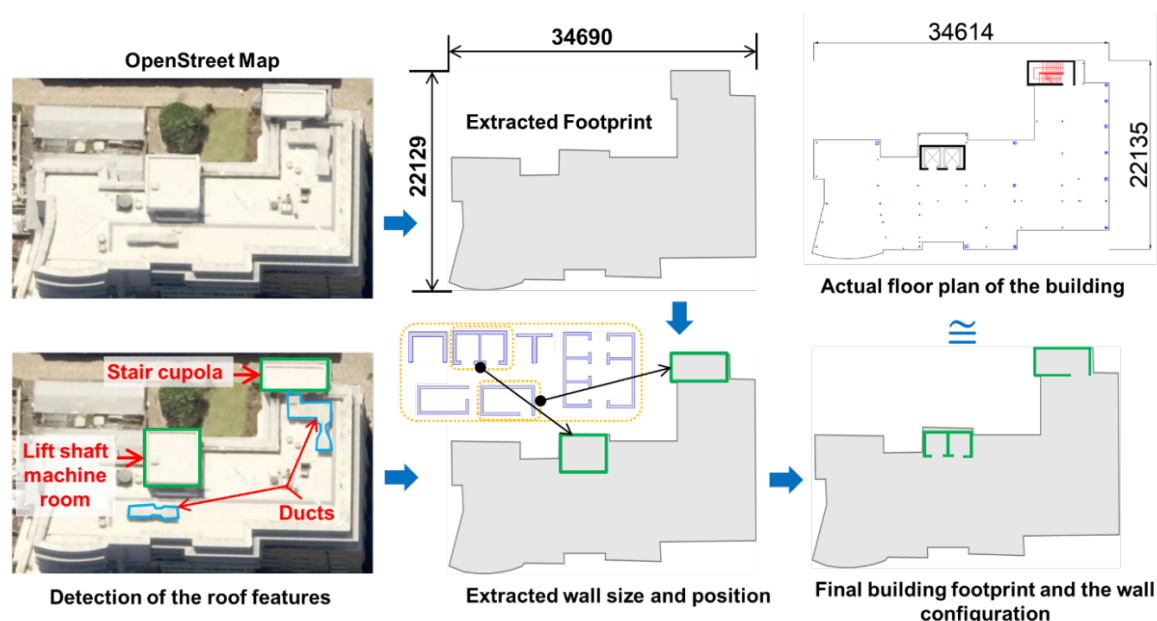 OpenStreet Map
34690
22129
Extracted Footprint
34614
22135
Actual floor plan of the building
≅
Stair cupola
Lift shaft
machine
room
Ducts
Detection of the roof features
Extracted wall size and position
Final building footprint and the wall
configuration